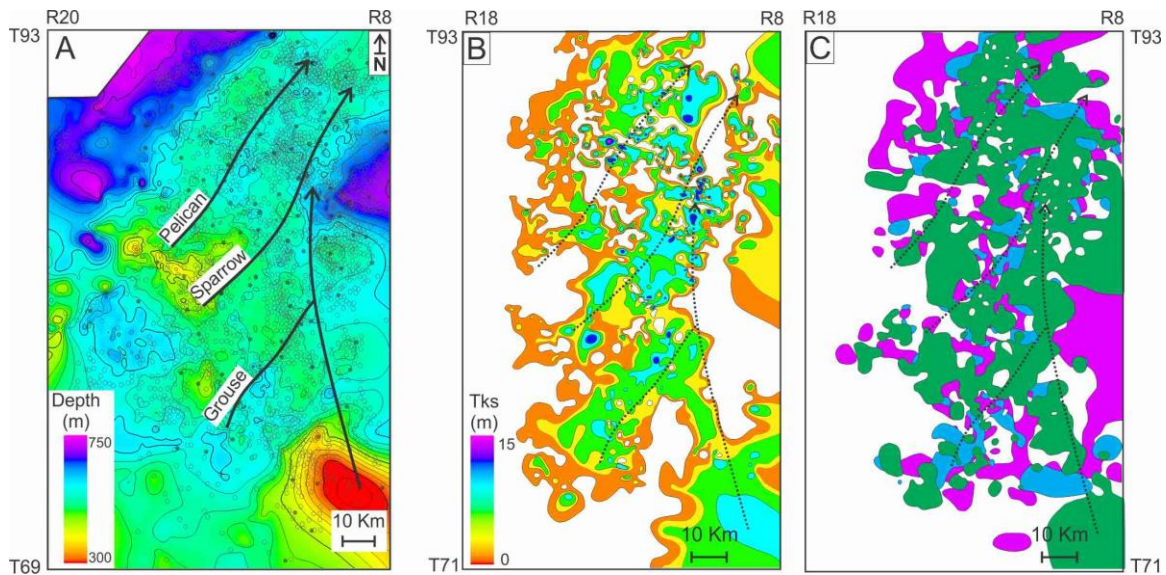 R20 R8 R18 R8 R18 R8
T93 A N T93 B C T93
Pelican
Sparrow
Grouse
Depth
(m)
750
300
10 Km
Tks
(m)
15
0
10 Km
10 Km
T69 T71 T71